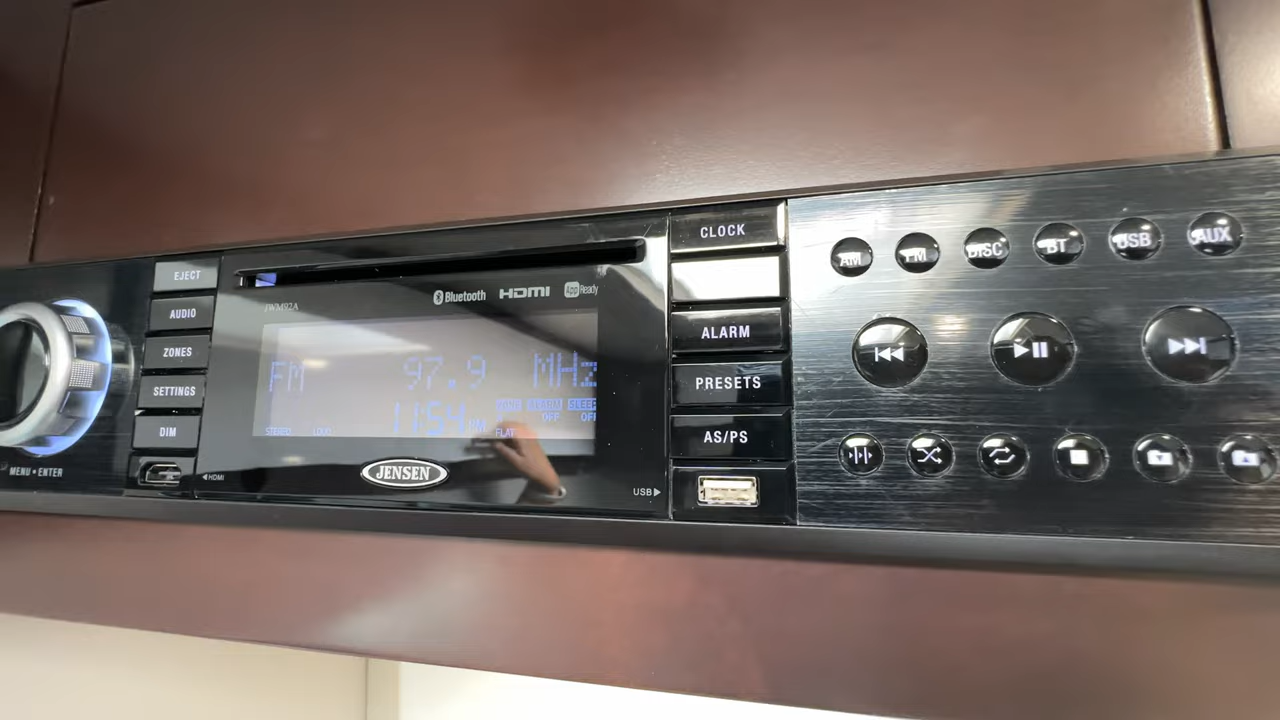 EJECT
AUDIO
ZONES
SETTINGS
DIM
MENU • ENTER
HDMI
JWM92A
Bluetooth HDMI App Ready
FM 97.9 MHz
11:54
ZONE ALARM SLEEP
OFF OFF
STEREO LOUD FLAT
JENSEN
USB
CLOCK
ALARM
PRESETS
AS/PS
AM FM DISC BT USB AUX